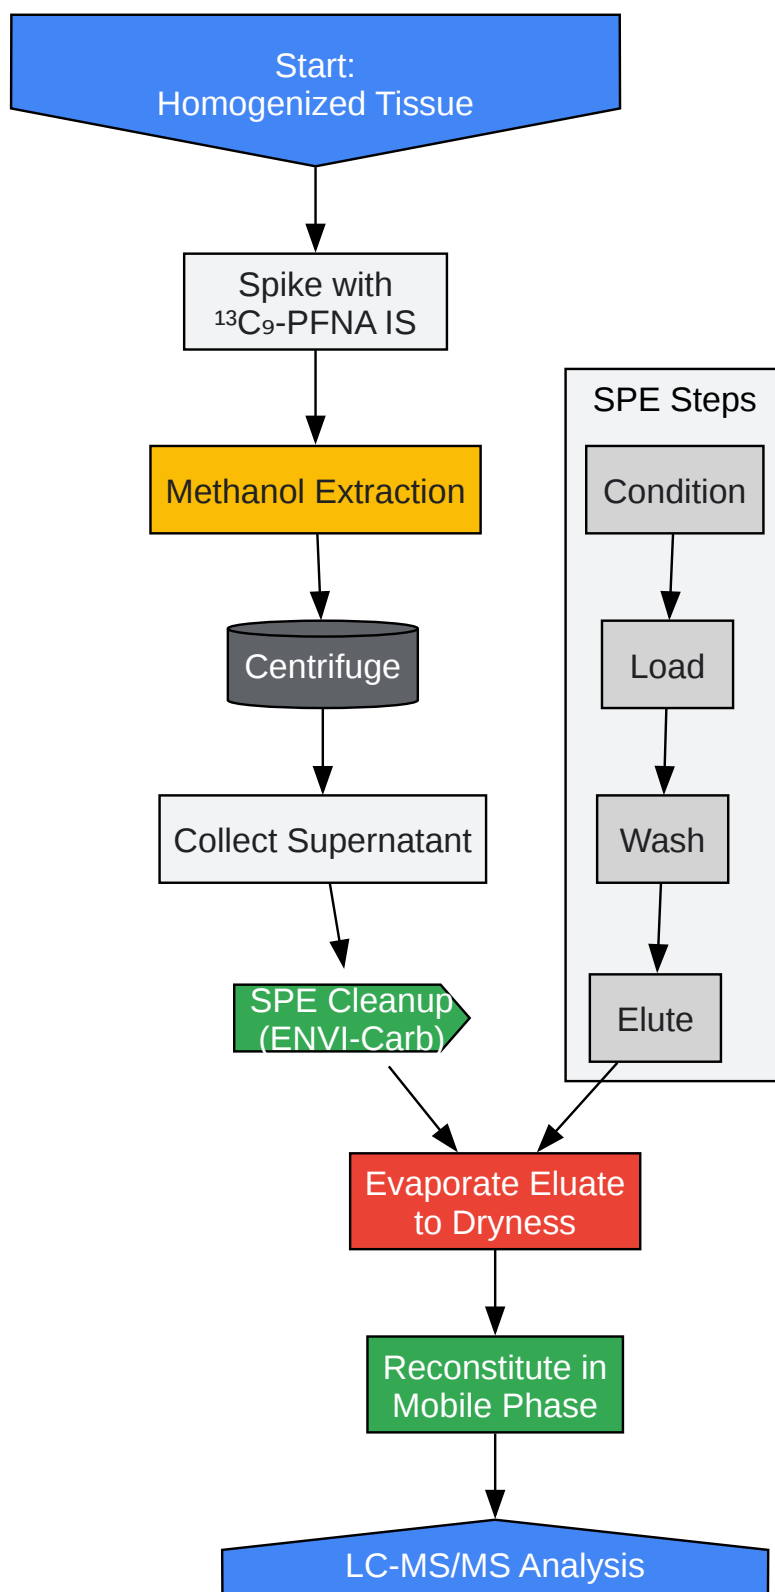 Start:
Homogenized Tissue
Spike with
¹³C₉-PFNA IS
Methanol Extraction
Centrifuge
Collect Supernatant
SPE Cleanup
(ENVI-Carb)
SPE Steps
Condition
Load
Wash
Elute
Evaporate Eluate
to Dryness
Reconstitute in
Mobile Phase
LC-MS/MS Analysis